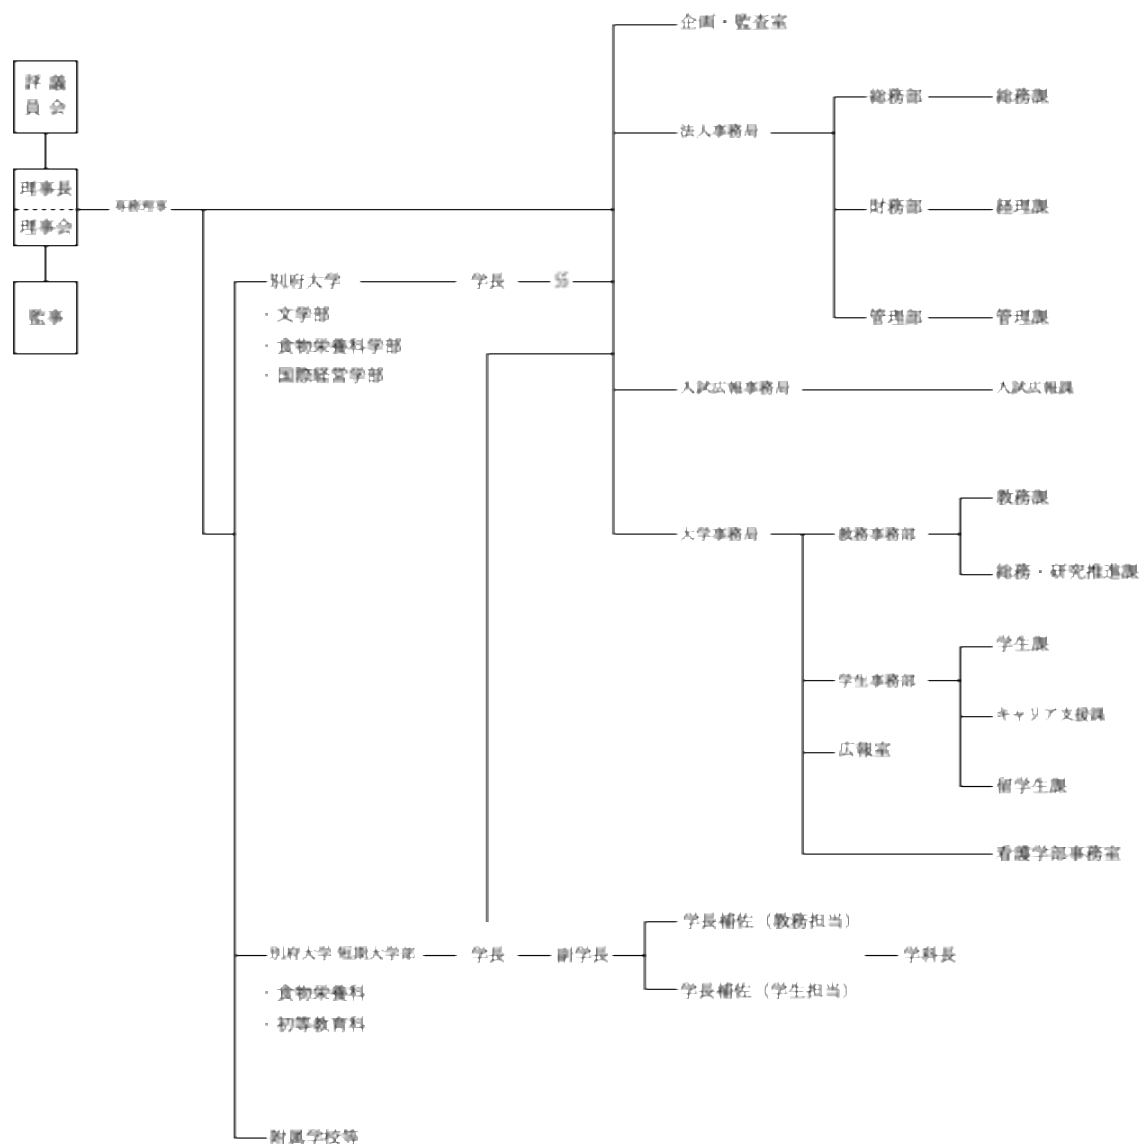 企画・監査室
評議
員会
総務部 総務課
法人事務局
理事長
専務理事
財務部 経理課
理事会
別府大学 学長
監事
・文学部
管理部 管理課
・食物栄養科学部
・国際経営学部
入試広報事務局 入試広報課
教務課
大学事務局 教務事務部
総務・研究推進課
学生課
学生事務部
キャリア支援課
広報室
留学生課
看護学部事務室
学長補佐（教務担当）
別府大学 短期大学部 学長 副学長 学科長
学長補佐（学生担当）
・食物栄養科
・初等教育科
附属学校等